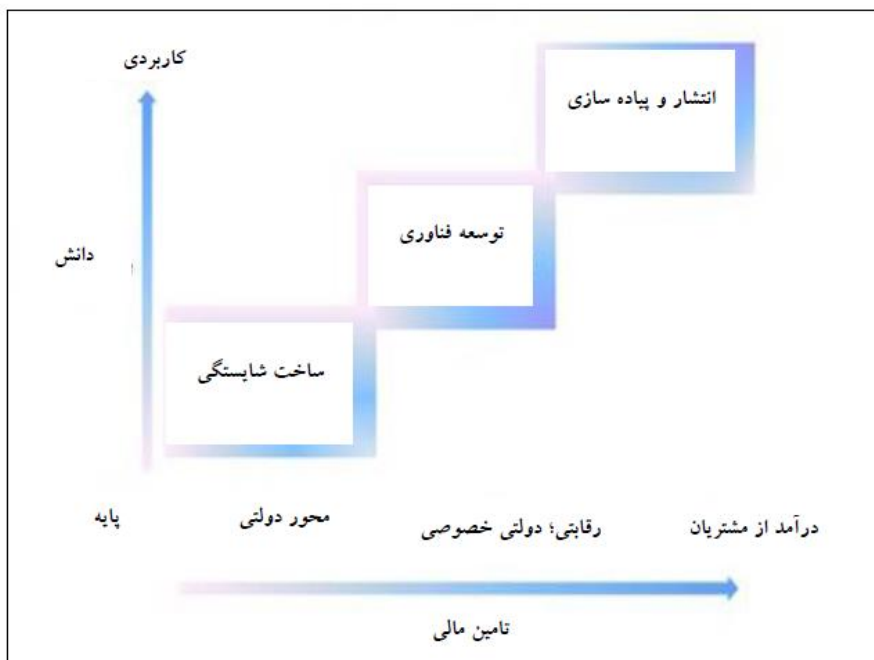 کاربردی
انتشار و پیاده سازی
توسعه فناوری
دانش
ساخت شایستگی
پایه
محور دولتی
رقابتی؛ دولتی خصوصی
درآمد از مشتریان
تامین مالی